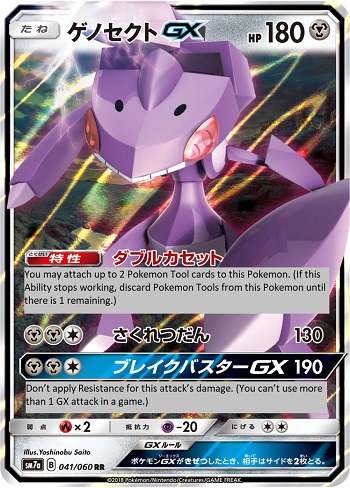 たね ゲノセクトGX HP 180
とくせい
特性 ダブルカセット
You may attach up to 2 Pokemon Tool cards to this Pokemon. (If this
Ability stops working, discard Pokemon Tools from this Pokemon until
there is 1 remaining.)
さくれつだん 130
ブレイクバスターGX 190
Don't apply Resistance for this attack's damage. (You can't use more
than 1 GX attack in a game.)
弱点 ×2 抵抗力 -20 にげる
Illus.Yoshinobu Saito
GXルール
sm7a B 041/060 RR
ポケモンGXがきぜつしたとき、相手はサイドを2枚とる。
©2018 Pokémon/Nintendo/Creatures/GAME FREAK.